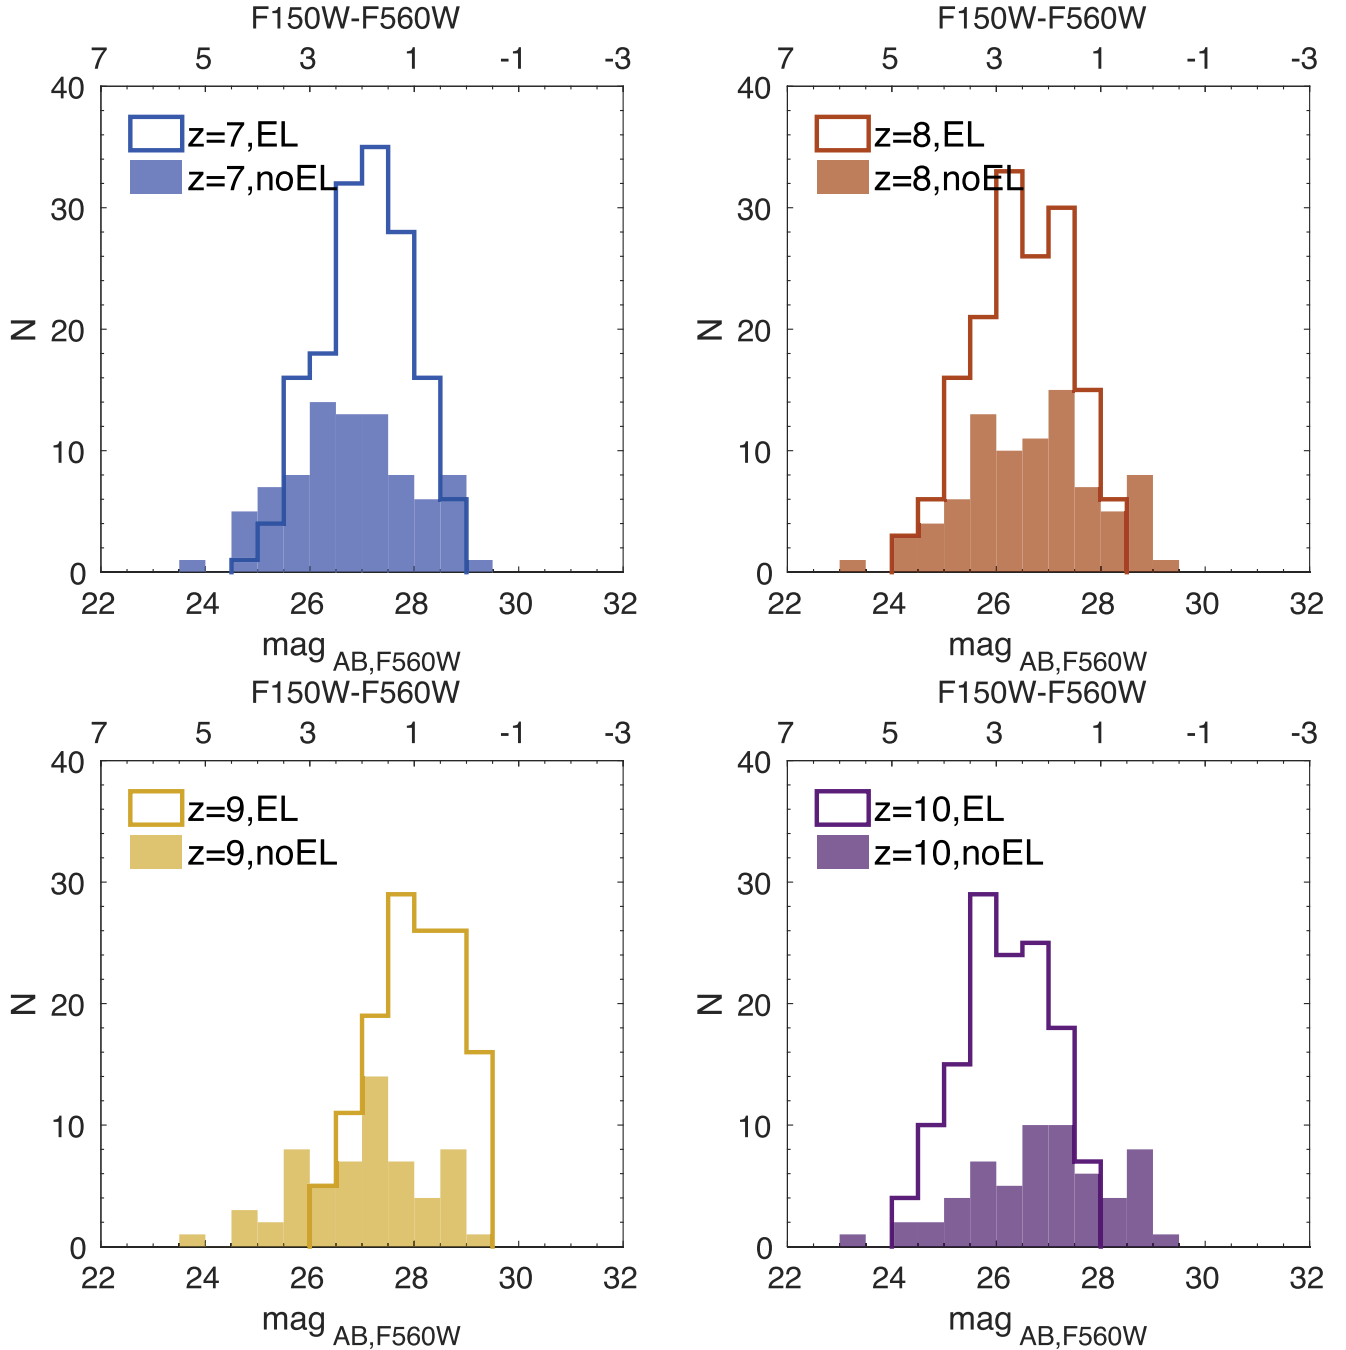 F150W-F560W
7 5 3 1 -1 -3
40
z=7,EL
z=7,noEL
30
N
20
10
0
22 24 26 28 30 32
mag AB,F560W
F150W-F560W
7 5 3 1 -1 -3
40
z=8,EL
z=8,noEL
30
N
20
10
0
22 24 26 28 30 32
mag AB,F560W
F150W-F560W
7 5 3 1 -1 -3
40
z=9,EL
z=9,noEL
30
N
20
10
0
22 24 26 28 30 32
mag AB,F560W
F150W-F560W
7 5 3 1 -1 -3
40
z=10,EL
z=10,noEL
30
N
20
10
0
22 24 26 28 30 32
mag AB,F560W